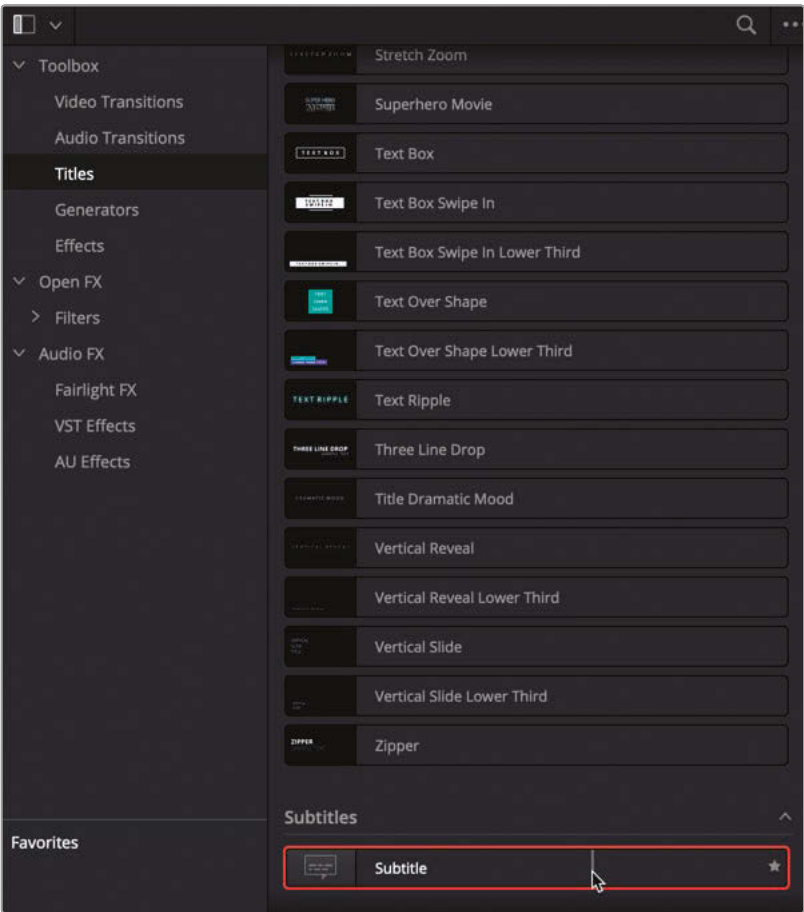 Toolbox
Video Transitions
Audio Transitions
Titles
Generators
Effects
Open FX
Filters
Audio FX
Fairlight FX
VST Effects
AU Effects
Favorites
Stretch Zoom
Superhero Movie
TEXT BOX
Text Box
Text Box Swipe In
Text Box Swipe In Lower Third
Text Over Shape
Text Over Shape Lower Third
TEXT RIPPLE
Text Ripple
THREE LINE DROP
Three Line Drop
Title Dramatic Mood
VERTICAL REVEAL
Vertical Reveal
Vertical Reveal Lower Third
Vertical Slide
Vertical Slide Lower Third
ZIPPER
Zipper
Subtitles
Subtitle